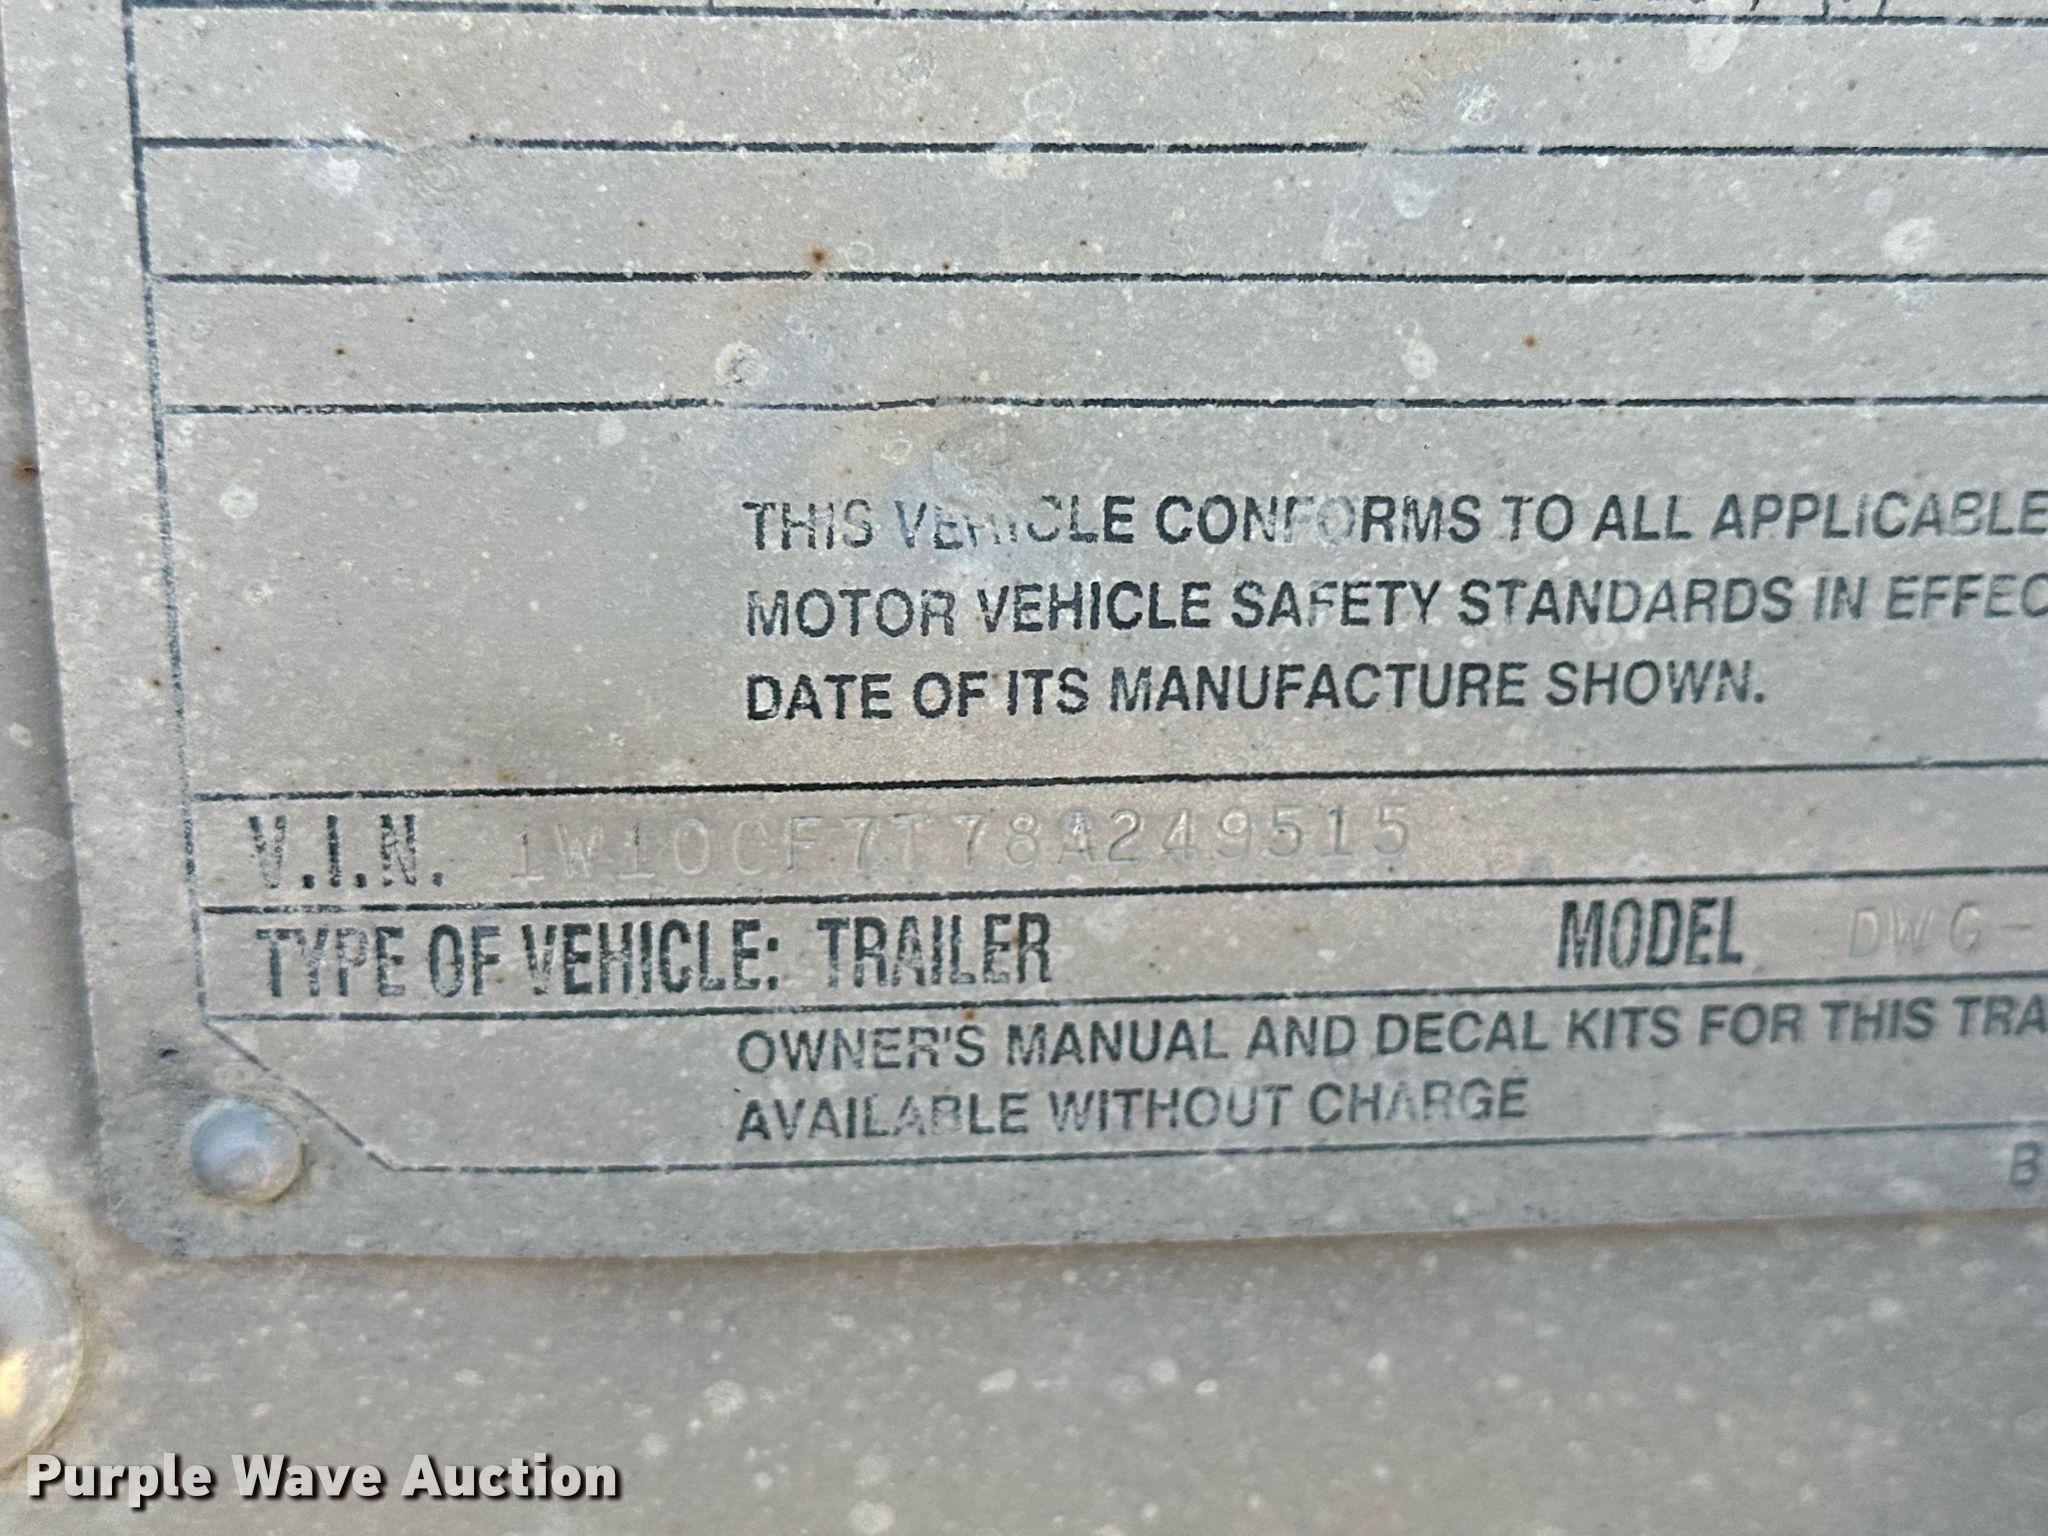 THIS VEHICLE CONFORMS TO ALL APPLICABLE
MOTOR VEHICLE SAFETY STANDARDS IN EFFEC
DATE OF ITS MANUFACTURE SHOWN.
V.I.N. 1W10CF7T78A249515
TYPE OF VEHICLE: TRAILER MODEL DWG-
OWNER'S MANUAL AND DECAL KITS FOR THIS TRA
AVAILABLE WITHOUT CHARGE
B
Purple Wave Auction